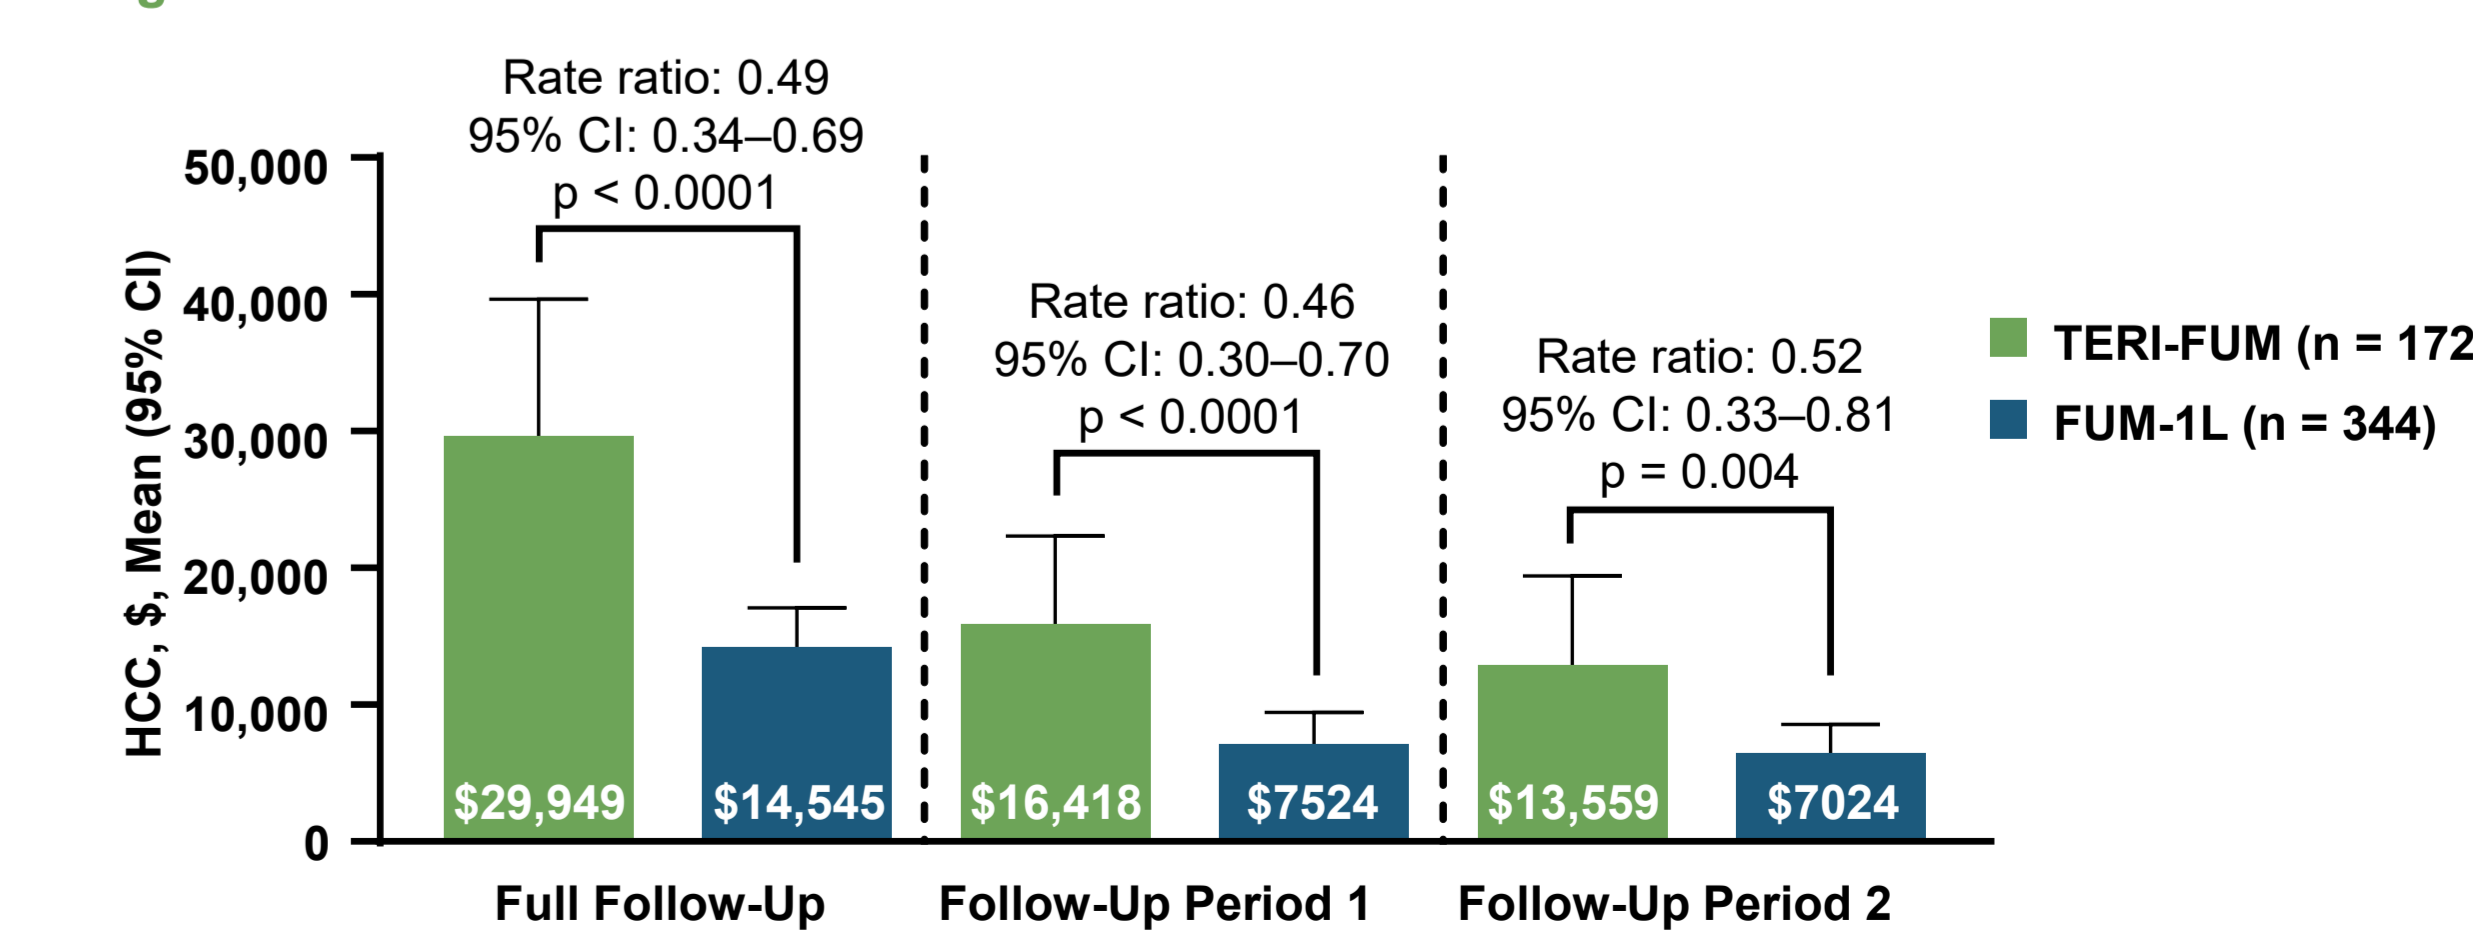 Rate ratio: 0.49
95% CI: 0.34–0.69
p < 0.0001
Rate ratio: 0.46
95% CI: 0.30–0.70
p < 0.0001
Rate ratio: 0.52
95% CI: 0.33–0.81
p = 0.004
HCC, $, Mean (95% CI)
50,000
40,000
30,000
20,000
10,000
0
$29,949
$14,545
$16,418
$7524
$13,559
$7024
Full Follow-Up
Follow-Up Period 1
Follow-Up Period 2
TERI-FUM (n = 172
FUM-1L (n = 344)